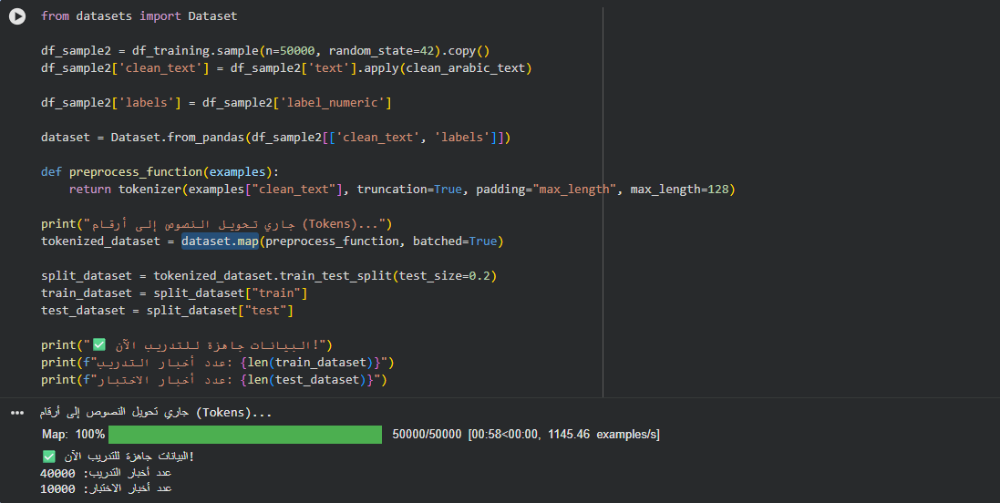 from datasets import Dataset
df_sample2 = df_training.sample(n=50000, random_state=42).copy()
df_sample2['clean_text'] = df_sample2['text'].apply(clean_arabic_text)
df_sample2['labels'] = df_sample2['label_numeric']
dataset = Dataset.from_pandas(df_sample2[['clean_text', 'labels']])
def preprocess_function(examples):
    return tokenizer(examples["clean_text"], truncation=True, padding="max_length", max_length=128)
print("جاري تحويل النصوص إلى أرقام (Tokens)...")
tokenized_dataset = dataset.map(preprocess_function, batched=True)
split_dataset = tokenized_dataset.train_test_split(test_size=0.2)
train_dataset = split_dataset["train"]
test_dataset = split_dataset["test"]
print("✅ البيانات جاهزة للتدريب الآن!")
print(f"عدد أخبار التدريب: {len(train_dataset)}")
print(f"عدد أخبار الاختبار: {len(test_dataset)}")
جاري تحويل النصوص إلى أرقام (Tokens)...
Map: 100% 50000/50000 [00:58<00:00, 1145.46 examples/s]
✅ البيانات جاهزة للتدريب الآن!
عدد أخبار التدريب: 40000
عدد أخبار الاختبار: 10000